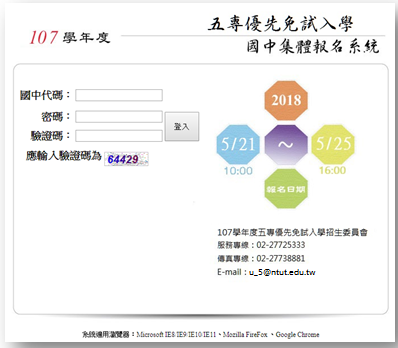 107 學年度
五專優先免試入學
國中集體報名系統
國中代碼：
密碼：
驗證碼：
登入
應輸入驗證碼為 64429
2018
5/21 ～ 5/25
10:00 16:00
報名日期
107學年度五專優先免試入學招生委員會
服務專線：02-27725333
傳真專線：02-27738881
E-mail：u_5@ntut.edu.tw
系統適用瀏覽器：Microsoft IE8 IE9 IE10 IE11、Mozilla FireFox 、Google Chrome